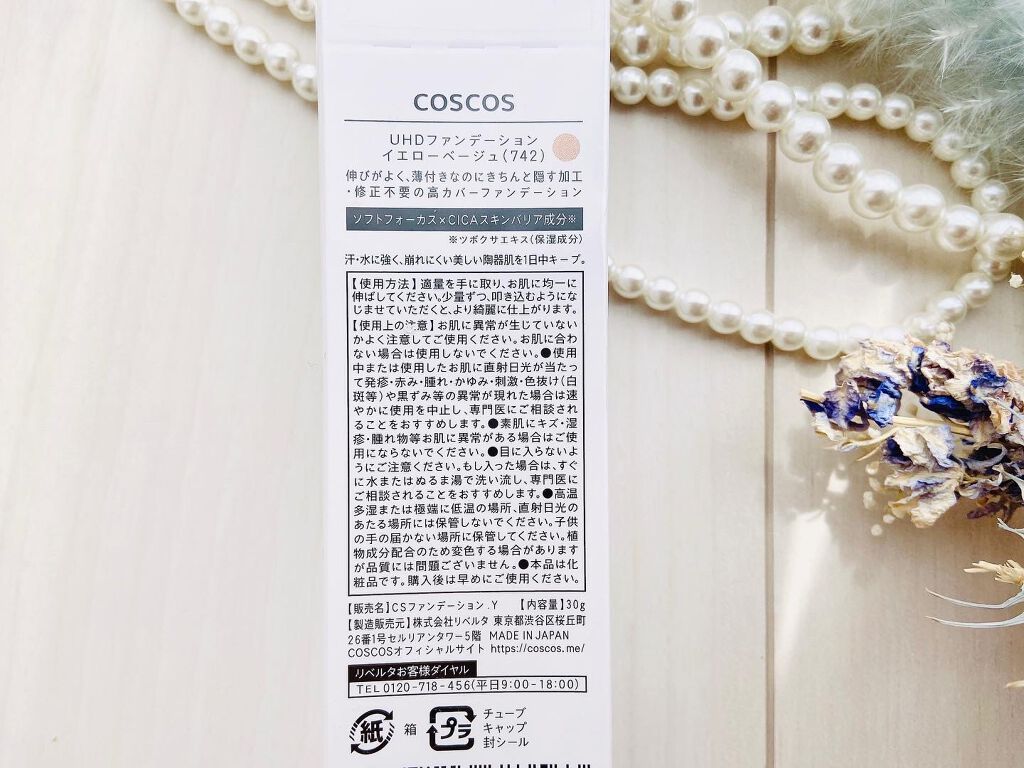 COSCOS
UHDファンデーション
イエローベージュ(742)
伸びがよく、薄付きなのにきちんと隠す加工
・修正不要の高カバーファンデーション
ソフトフォーカス×CICAスキンバリア成分※
※ツボクサエキス(保湿成分)
汗・水に強く、崩れにくい美しい陶器肌を1日中キープ。
【使用方法】適量を手に取り、お肌に均一に
伸ばしてください。少量ずつ、叩き込むようにな
じませていただくと、より綺麗に仕上がります。
【使用上の注意】お肌に異常が生じていない
かよく注意してご使用ください。お肌に合わ
ない場合は使用しないでください。●使用
中または使用したお肌に直射日光が当たっ
て発疹・赤み・腫れ・かゆみ・刺激・色抜け(白
斑等)や黒ずみ等の異常が現れた場合は速
やかに使用を中止し、専門医にご相談され
ることをおすすめします。●素肌にキズ・湿
疹・腫れ物等お肌に異常がある場合はご使
用にならないでください。●目に入らないよ
うにご注意ください。もし入った場合は、すぐ
に水またはぬるま湯で洗い流し、専門医に
ご相談されることをおすすめします。●高温
多湿または極端に低温の場所、直射日光の
あたる場所には保管しないでください。子供
の手の届かない場所に保管してください。植
物成分配合のため変色する場合があります
が品質には問題ございません。●本品は化
粧品です。購入後は早めにご使用ください。
【販売名】CSファンデーション.Y 【内容量】30g
【製造販売元】株式会社リベルタ 東京都渋谷区桜丘町
26番1号セルリアンタワー5階 MADE IN JAPAN
COSCOSオフィシャルサイト https://coscos.me/
リベルタお客様ダイヤル
TEL 0120-718-456(平日9:00-18:00)
紙 箱 プラ チューブ
キャップ
封シール